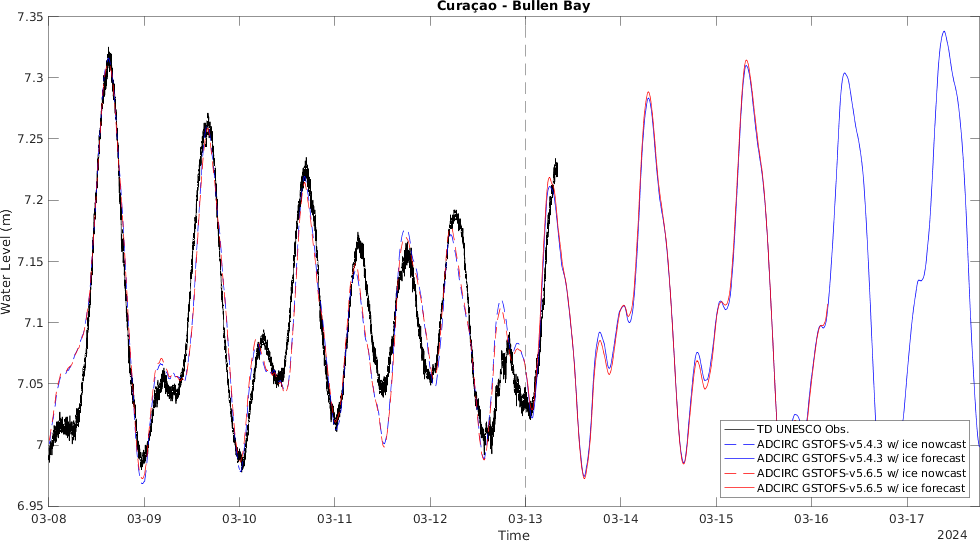 Curaçao - Bullen Bay
7.35
7.3
7.25
7.2
7.15
7.1
7.05
7
6.95
Water Level (m)
03-08 03-09 03-10 03-11 03-12 03-13 03-14 03-15 03-16 03-17
Time
2024
TD UNESCO Obs.
ADCIRC GSTOFS-v5.4.3 w/ ice nowcast
ADCIRC GSTOFS-v5.4.3 w/ ice forecast
ADCIRC GSTOFS-v5.6.5 w/ ice nowcast
ADCIRC GSTOFS-v5.6.5 w/ ice forecast